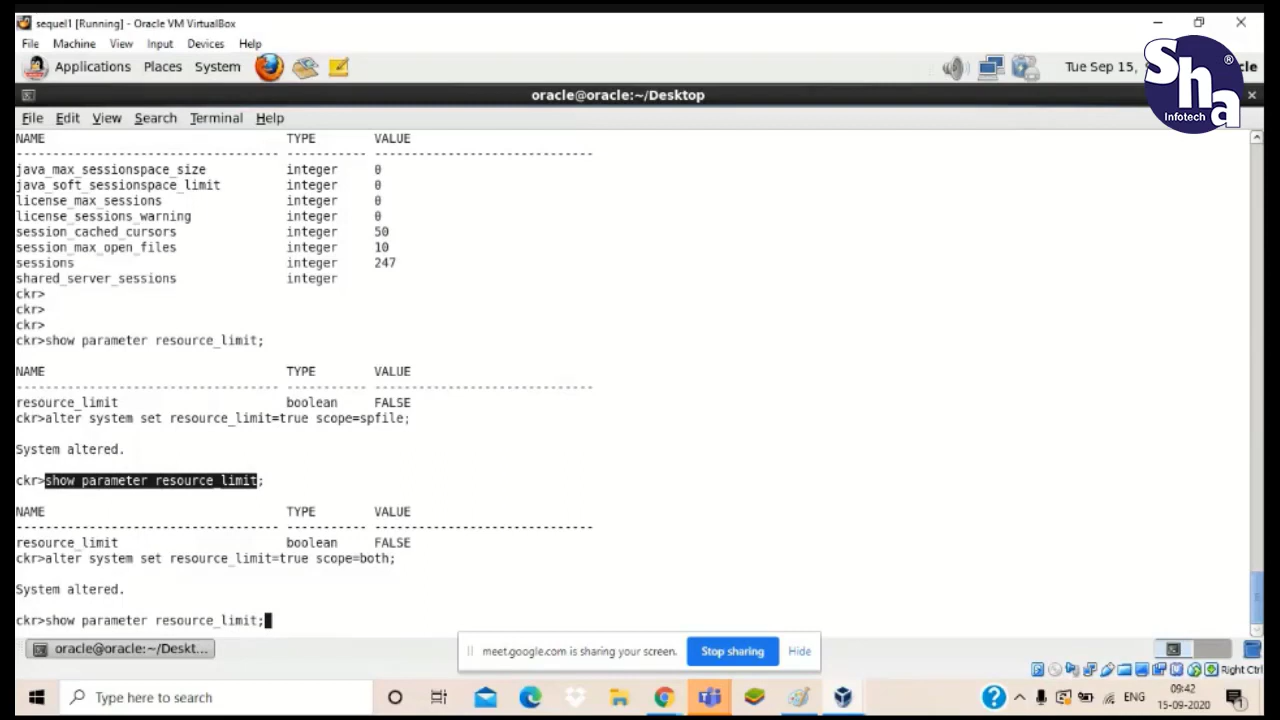 sequel1 [Running] - Oracle VM VirtualBox
File Machine View Input Devices Help
Applications Places System
Tue Sep 15,
cle
Sha
®
Infotech
oracle@oracle:~/Desktop
File Edit View Search Terminal Help
NAME TYPE VALUE
------------------------------------ ----------- ------------------------------
java_max_sessionspace_size integer 0
java_soft_sessionspace_limit integer 0
license_max_sessions integer 0
license_sessions_warning integer 0
session_cached_cursors integer 50
session_max_open_files integer 10
sessions integer 247
shared_server_sessions integer
ckr>
ckr>
ckr>
ckr>show parameter resource_limit;
NAME TYPE VALUE
------------------------------------ ----------- ------------------------------
resource_limit boolean FALSE
ckr>alter system set resource_limit=true scope=spfile;
System altered.
ckr>show parameter resource_limit;
NAME TYPE VALUE
------------------------------------ ----------- ------------------------------
resource_limit boolean FALSE
ckr>alter system set resource_limit=true scope=both;
System altered.
ckr>show parameter resource_limit;
oracle@oracle:~/Deskt...
meet.google.com is sharing your screen. Stop sharing Hide
Right Ctrl
Type here to search
ENG
09:42
15-09-2020
1